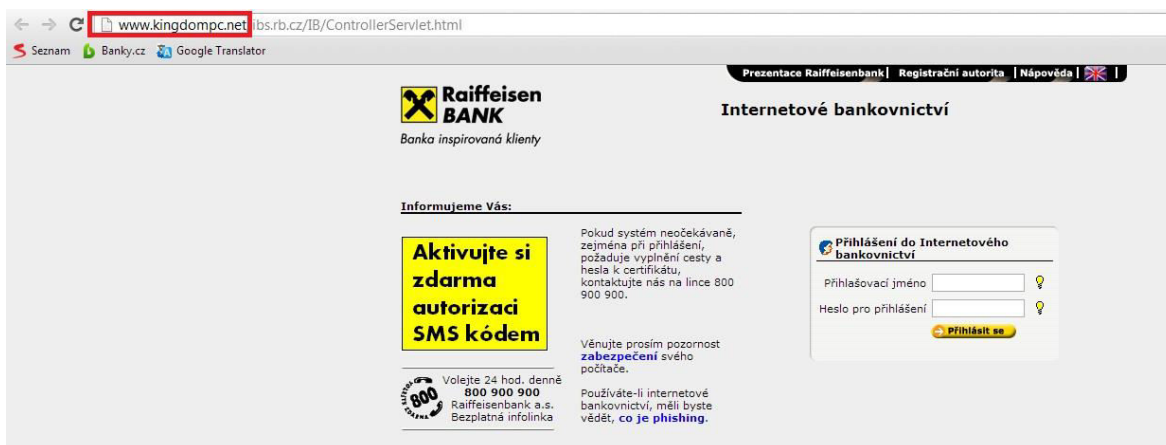 www.kingdompc.net/ibs.rb.cz/IB/ControllerServlet.html
Seznam Banky.cz Google Translator
Prezentace Raiffeisenbank | Registrační autorita | Nápověda |
Raiffeisen
BANK
Banka inspirovaná klienty
Internetové bankovnictví
Informujeme Vás:
Aktivujte si
zdarma
autorizaci
SMS kódem
Volejte 24 hod. denně
800 900 900
Raiffeisenbank a.s.
Bezplatná infolinka
800
Pokud systém neočekávaně,
zejména při přihlášení,
požaduje vyplnění cesty a
hesla k certifikátu,
kontaktujte nás na lince 800
900 900.
Věnujte prosím pozornost
zabezpečení svého
počítače.
Používáte-li internetové
bankovnictví, měli byste
vědět, co je phishing.
Přihlášení do Internetového
bankovnictví
Přihlašovací jméno
Heslo pro přihlášení
Přihlásit se